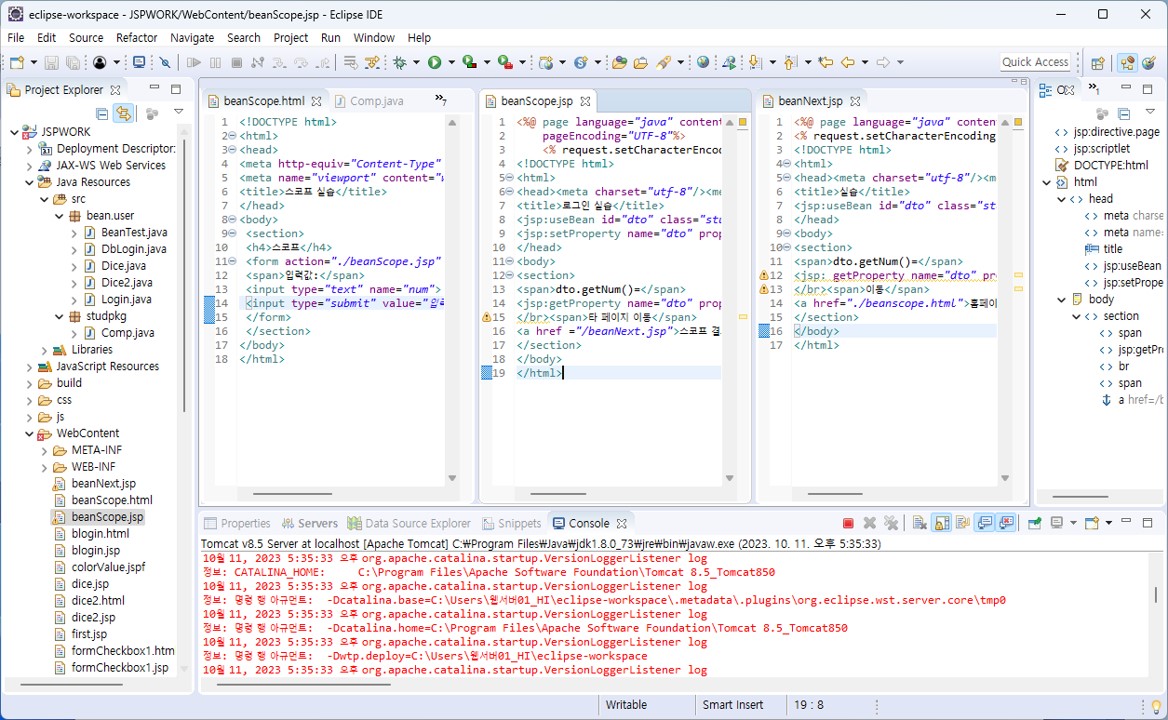 eclipse-workspace - JSPWORK/WebContent/beanScope.jsp - Eclipse IDE
File Edit Source Refactor Navigate Search Project Run Window Help
Quick Access
Project Explorer
JSPWORK
Deployment Descriptor:
JAX-WS Web Services
Java Resources
src
bean.user
BeanTest.java
DbLogin.java
Dice.java
Dice2.java
Login.java
studpkg
Comp.java
Libraries
JavaScript Resources
build
css
js
WebContent
META-INF
WEB-INF
beanNext.jsp
beanScope.html
beanScope.jsp
blogin.html
blogin.jsp
colorValue.jspf
dice.jsp
dice2.html
dice2.jsp
first.jsp
formCheckbox1.htm
formCheckbox1.jsp
beanScope.html Comp.java »7
1 <!DOCTYPE html>
2 <html>
3 <head>
4 <meta http-equiv="Content-Type"
5 <meta name="viewport" content="
6 <title>스코프 실습</title>
7 </head>
8 <body>
9 <section>
10 <h4>스코프</h4>
11 <form action="./beanScope.jsp"
12 <span>입력값:</span>
13 <input type="text" name="num">
14 <input type="submit" value="입
15 </form>
16 </section>
17 </body>
18 </html>
beanScope.jsp
1 <%@ page language="java" conten
2 pageEncoding="UTF-8"%>
3 <% request.setCharacterEnco
4 <!DOCTYPE html>
5 <html>
6 <head><meta charset="utf-8"/><m
7 <title>로그인 실습</title>
8 <jsp:useBean id="dto" class="stu
9 <jsp:setProperty name="dto" prop
10 </head>
11 <body>
12 <section>
13 <span>dto.getNum()=</span>
14 <jsp:getProperty name="dto" prop
15 </br><span>타 페이지 이동</span>
16 <a href ="/beanNext.jsp">스코프 결
17 </section>
18 </body>
19 </html>
beanNext.jsp
1 <%@ page language="java" conten
2 <% request.setCharacterEncoding
3 <!DOCTYPE html>
4 <html>
5 <head><meta charset="utf-8"/><m
6 <title>실습</title>
7 <jsp:useBean id="dto" class="st
8 </head>
9 <body>
10 <section>
11 <span>dto.getNum()=</span>
12 <jsp: getProperty name="dto" pr
13 </br><span>이동</span>
14 <a href="./beanscope.html">홈페이
15 </section>
16 </body>
17 </html>
»1
jsp:directive.page
jsp:scriptlet
DOCTYPE:html
html
head
meta charse
meta name=
title
jsp:useBean
jsp:setPrope
body
section
span
jsp:getPr
br
span
a href=/b
Properties Servers Data Source Explorer Snippets Console
Tomcat v8.5 Server at localhost [Apache Tomcat] C:₩Program Files₩Java₩jdk1.8.0_73₩jre₩bin₩javaw.exe (2023. 10. 11. 오후 5:35:33)
10월 11, 2023 5:35:33 오후 org.apache.catalina.startup.VersionLoggerListener log
정보: CATALINA_HOME: C:\Program Files\Apache Software Foundation\Tomcat 8.5_Tomcat850
10월 11, 2023 5:35:33 오후 org.apache.catalina.startup.VersionLoggerListener log
정보: 명령 행 아규먼트: -Dcatalina.base=C:\Users\웹서버01_HI\eclipse-workspace\.metadata\.plugins\org.eclipse.wst.server.core\tmp0
10월 11, 2023 5:35:33 오후 org.apache.catalina.startup.VersionLoggerListener log
정보: 명령 행 아규먼트: -Dcatalina.home=C:\Program Files\Apache Software Foundation\Tomcat 8.5_Tomcat850
10월 11, 2023 5:35:33 오후 org.apache.catalina.startup.VersionLoggerListener log
정보: 명령 행 아규먼트: -Dwtp.deploy=C:\Users\웹서버01_HI\eclipse-workspace
10월 11, 2023 5:35:33 오후 org.apache.catalina.startup.VersionLoggerListener log
Writable Smart Insert 19 : 8